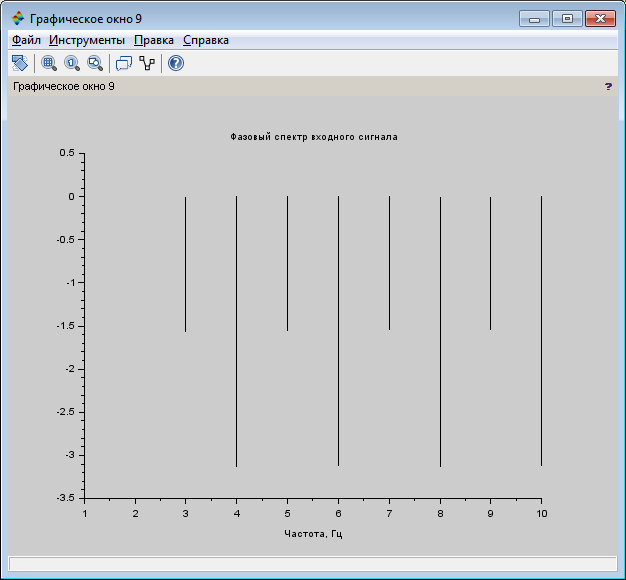 Графическое окно 9
Файл Инструменты Правка Справка
Графическое окно 9 ?
Фазовый спектр входного сигнала
0.5
0
-0.5
-1
-1.5
-2
-2.5
-3
-3.5
1 2 3 4 5 6 7 8 9 10
Частота, Гц